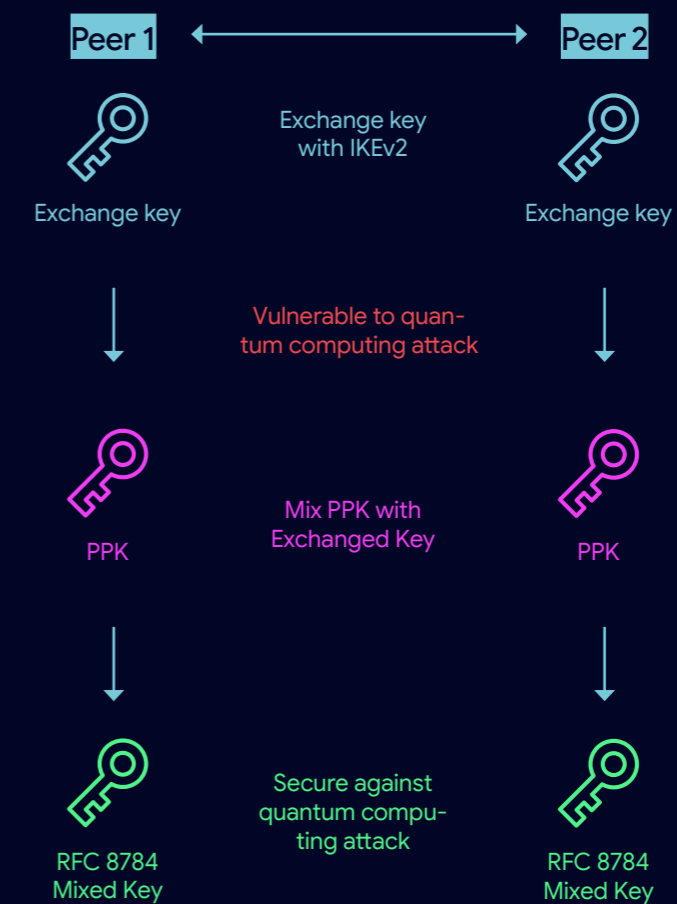 Peer 1
Peer 2
Exchange key
with IKEv2
Exchange key
Exchange key
Vulnerable to quan-
tum computing attack
Mix PPK with
Exchanged Key
PPK
PPK
Secure against
quantum compu-
ting attack
RFC 8784
Mixed Key
RFC 8784
Mixed Key